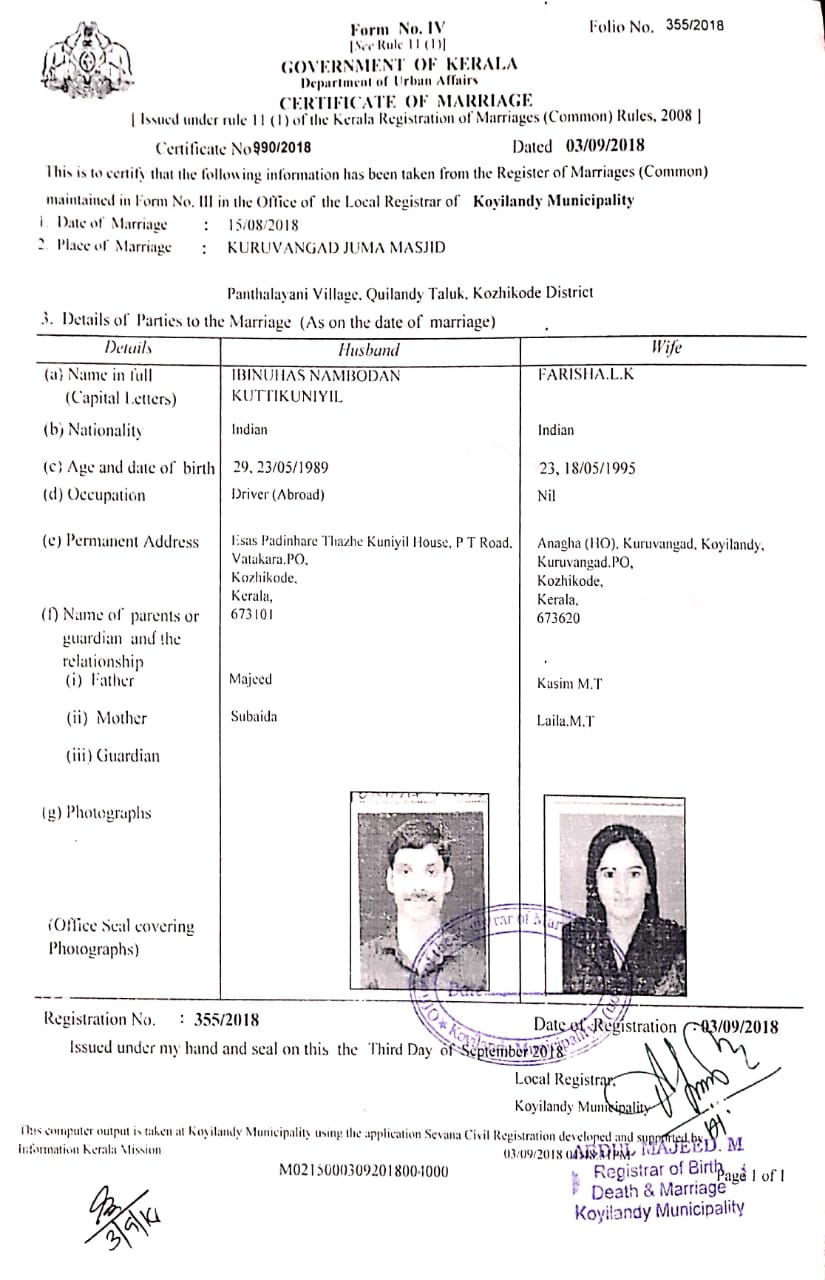 Form No. IV
Folio No. 355/2018
[See Rule 11 (1)]
GOVERNMENT OF KERALA
Department of Urban Affairs
CERTIFICATE OF MARRIAGE
[ Issued under rule 11 (1) of the Kerala Registration of Marriages (Common) Rules, 2008 ]
Certificate No 990/2018 Dated 03/09/2018
This is to certify that the following information has been taken from the Register of Marriages (Common)
maintained in Form No. III in the Office of the Local Registrar of Koyilandy Municipality
1. Date of Marriage : 15/08/2018
2. Place of Marriage : KURUVANGAD JUMA MASJID
Panthalayani Village, Quilandy Taluk, Kozhikode District
3. Details of Parties to the Marriage (As on the date of marriage)
Details Husband Wife
(a) Name in full IBINUHAS NAMBODAN FARISHA.L.K
(Capital Letters) KUTTIKUNIYIL
(b) Nationality Indian Indian
(c) Age and date of birth 29, 23/05/1989 23, 18/05/1995
(d) Occupation Driver (Abroad) Nil
(e) Permanent Address Esas Padinhare Thazhe Kuniyil House, P T Road, Anagha (HO), Kuruvangad, Koyilandy,
Vatakara.PO, Kuruvangad.PO,
Kozhikode, Kozhikode,
Kerala, Kerala,
(f) Name of parents or 673101 673620
guardian and the
relationship
(i) Father Majeed Kasim M.T
(ii) Mother Subaida Laila.M.T
(iii) Guardian
(g) Photographs
(Office Seal covering
Photographs)
Registration No. : 355/2018 Date of Registration : 03/09/2018
Issued under my hand and seal on this the Third Day of September 2018
Local Registrar,
Koyilandy Municipality
This computer output is taken at Koyilandy Municipality using the application Sevana Civil Registration developed and supported by
Information Kerala Mission. 03/09/2018
ABDUL MAJEED. M
M02150003092018004000
Registrar of Birth
Page 1 of 1
Death & Marriage
Koyilandy Municipality